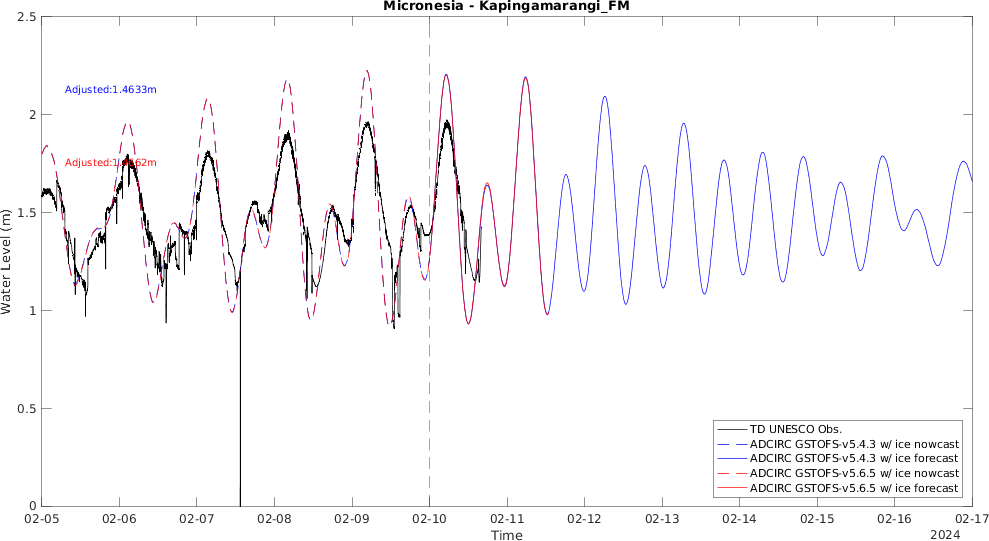 Micronesia - Kapingamarangi_FM
2.5
2
1.5
1
0.5
0
Water Level (m)
Adjusted:1.4633m
02-05
02-06
02-07
02-08
02-09
02-10
02-11
02-12
02-13
02-14
02-15
02-16
02-17
Time
2024
TD UNESCO Obs.
ADCIRC GSTOFS-v5.4.3 w/ ice nowcast
ADCIRC GSTOFS-v5.4.3 w/ ice forecast
ADCIRC GSTOFS-v5.6.5 w/ ice nowcast
ADCIRC GSTOFS-v5.6.5 w/ ice forecast